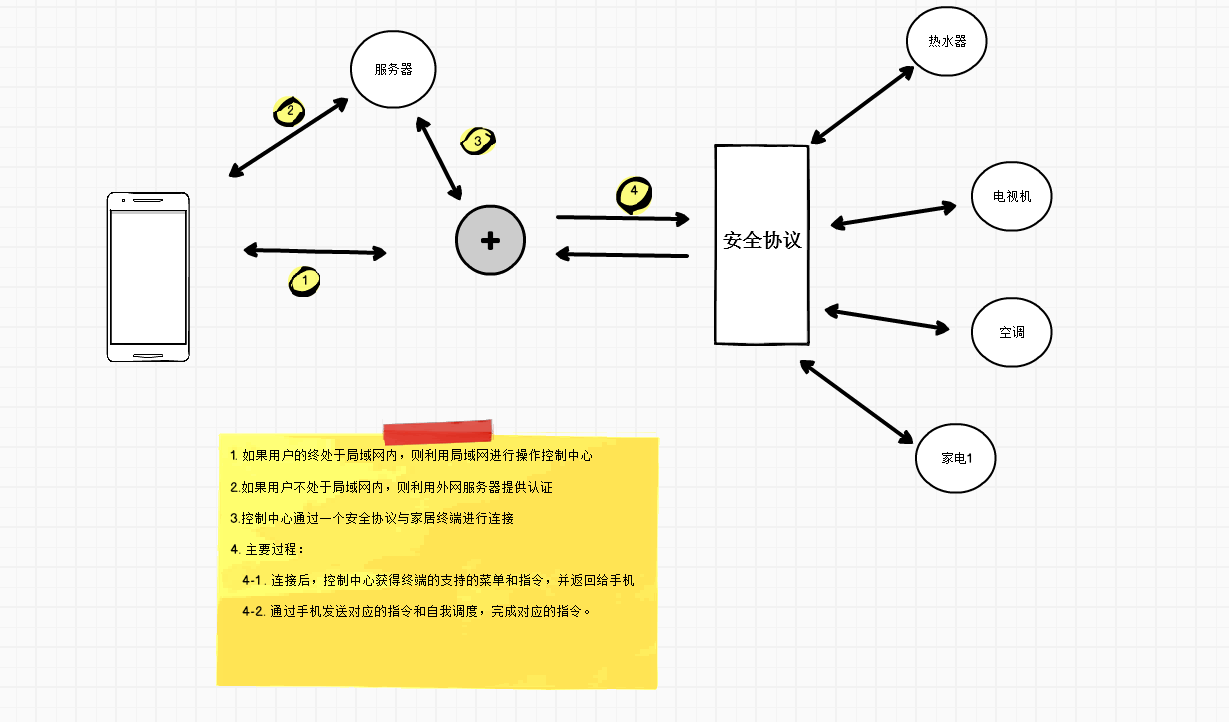 热水器
服务器
2
3
电视机
4
+
安全协议
1
空调
家电1
1. 如果用户的终处于局域网内，则利用局域网进行操作控制中心
2.如果用户不处于局域网内，则利用外网服务器提供认证
3.控制中心通过一个安全协议与家居终端进行连接
4. 主要过程：
4-1. 连接后，控制中心获得终端的支持的菜单和指令，并返回给手机
4-2. 通过手机发送对应的指令和自我调度，完成对应的指令。